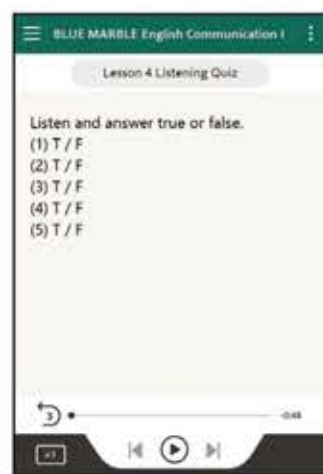 BLUE MARBLE English Communication I
Lesson 4 Listening Quiz
Listen and answer true or false.
(1) T / F
(2) T / F
(3) T / F
(4) T / F
(5) T / F
3
-0:48
x1